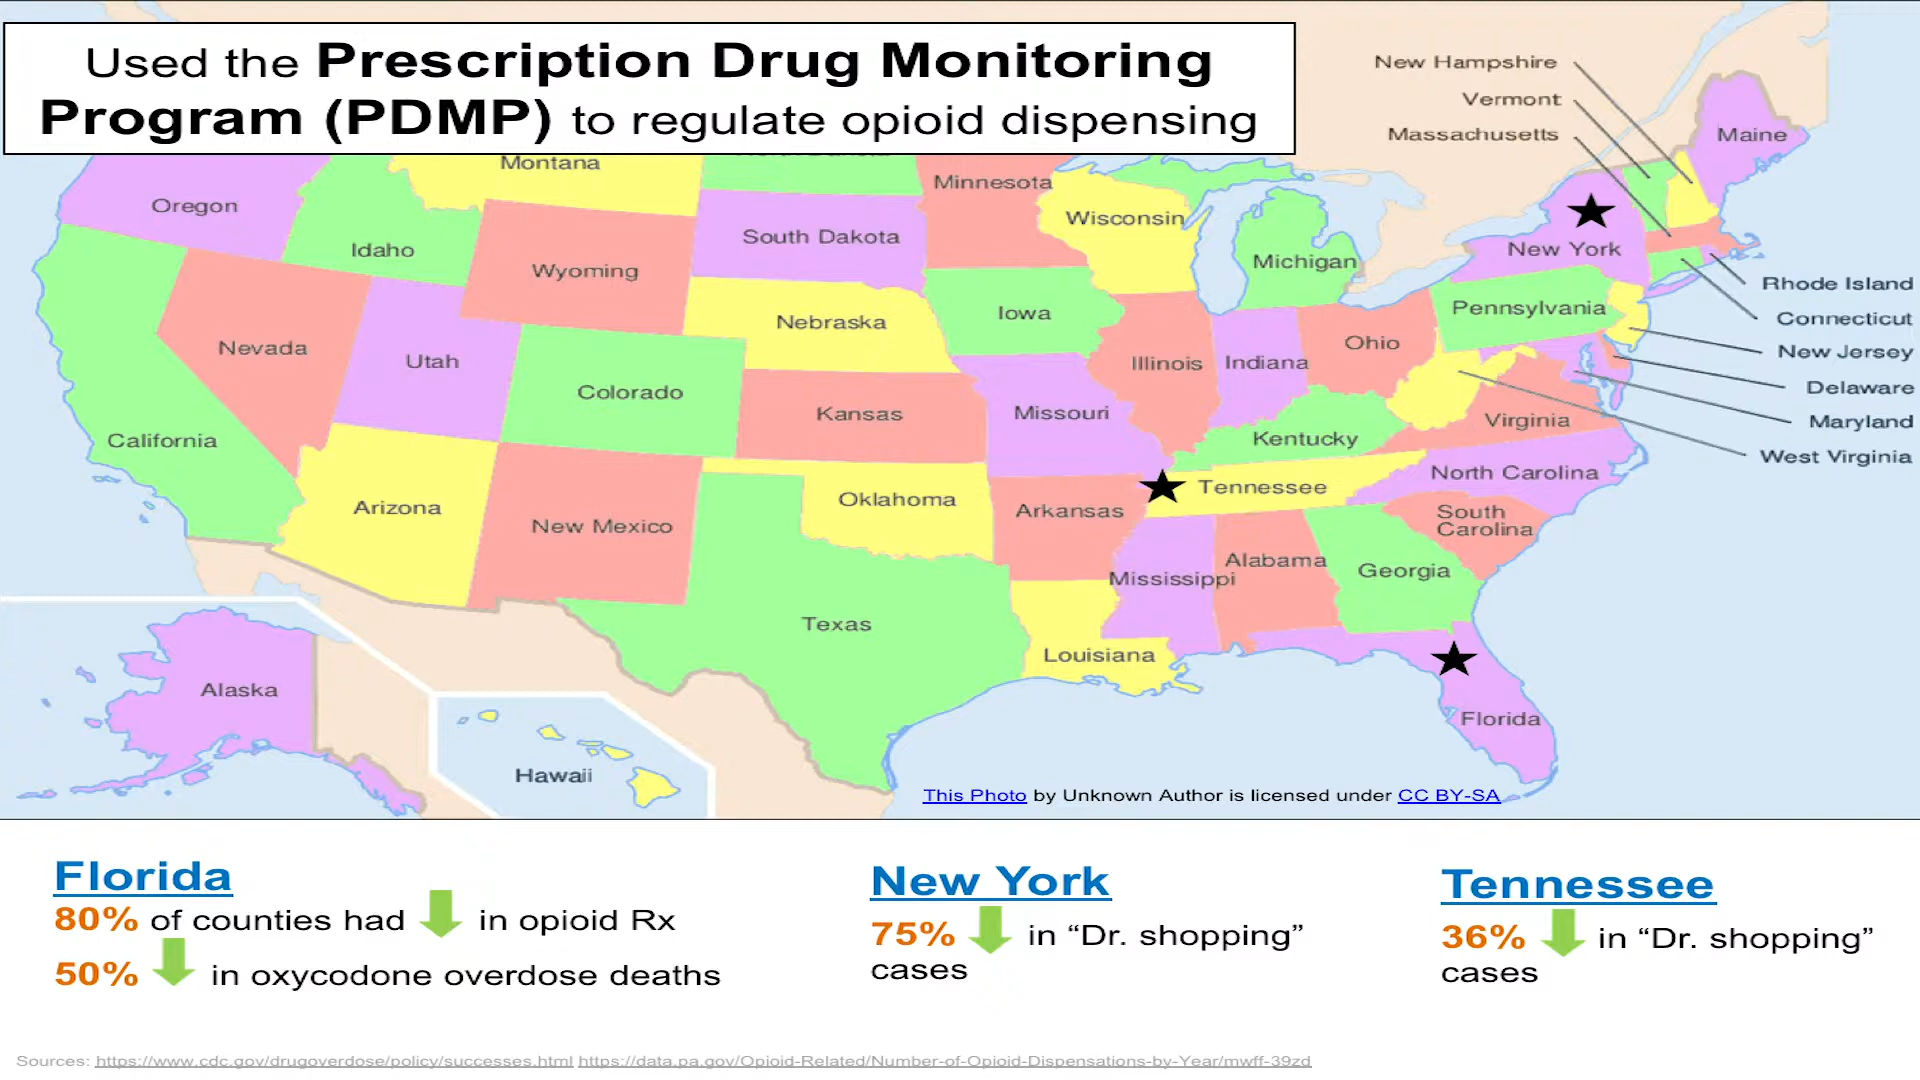 Used the Prescription Drug Monitoring
Program (PDMP) to regulate opioid dispensing
New Hampshire
Vermont
Massachusetts
Maine
Montana
Oregon
Idaho
Wyoming
South Dakota
Minnesota
Wisconsin
Michigan
New York
Rhode Island
Connecticut
New Jersey
Delaware
Maryland
West Virginia
Pennsylvania
Nebraska
Iowa
Nevada
Utah
Colorado
Kansas
Missouri
Illinois
Indiana
Ohio
Virginia
Kentucky
California
Arizona
New Mexico
Oklahoma
Arkansas
Tennessee
North Carolina
South
Carolina
Mississippi
Alabama
Georgia
Texas
Louisiana
Florida
Alaska
Hawaii
This Photo by Unknown Author is licensed under CC BY-SA
Florida
80% of counties had in opioid Rx
50% in oxycodone overdose deaths
New York
75% in “Dr. shopping”
cases
Tennessee
36% in “Dr. shopping”
cases
Sources: https://www.cdc.gov/drugoverdose/policy/successes.html https://data.pa.gov/Opioid-Related/Number-of-Opioid-Dispensations-by-Year/mwff-39zd